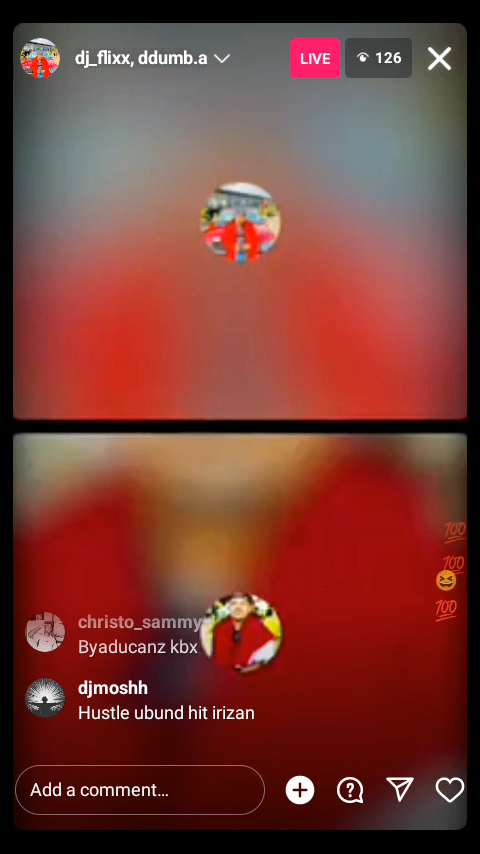 dj_flixx, ddumb.a
LIVE
126
christo_sammy
Byaducanz kbx
djmoshh
Hustle ubund hit irizan
Add a comment…